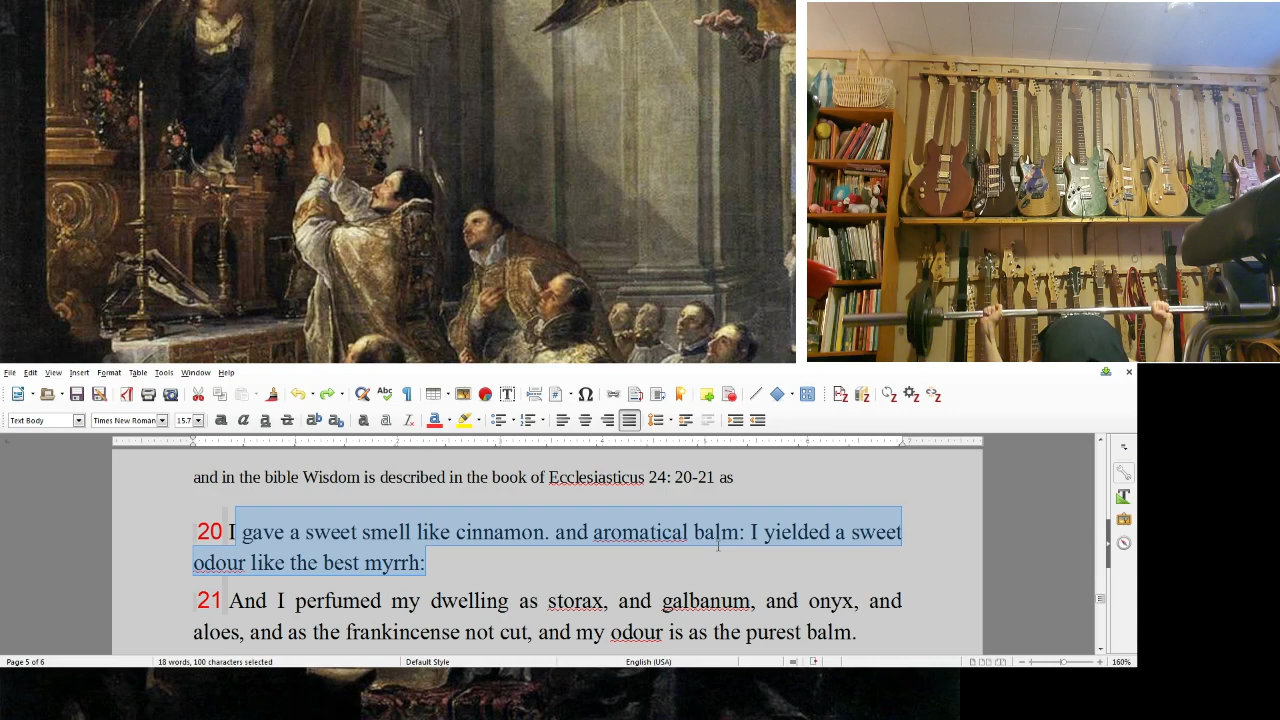 File Edit View Insert Format Table Tools Window Help
Text Body Times New Roman 15.7
and in the bible Wisdom is described in the book of Ecclesiasticus 24: 20-21 as
20 I gave a sweet smell like cinnamon. and aromatical balm: I yielded a sweet
odour like the best myrrh:
21 And I perfumed my dwelling as storax, and galbanum, and onyx, and
aloes, and as the frankincense not cut, and my odour is as the purest balm.
Page 5 of 6 18 words, 100 characters selected Default Style English (USA) 160%